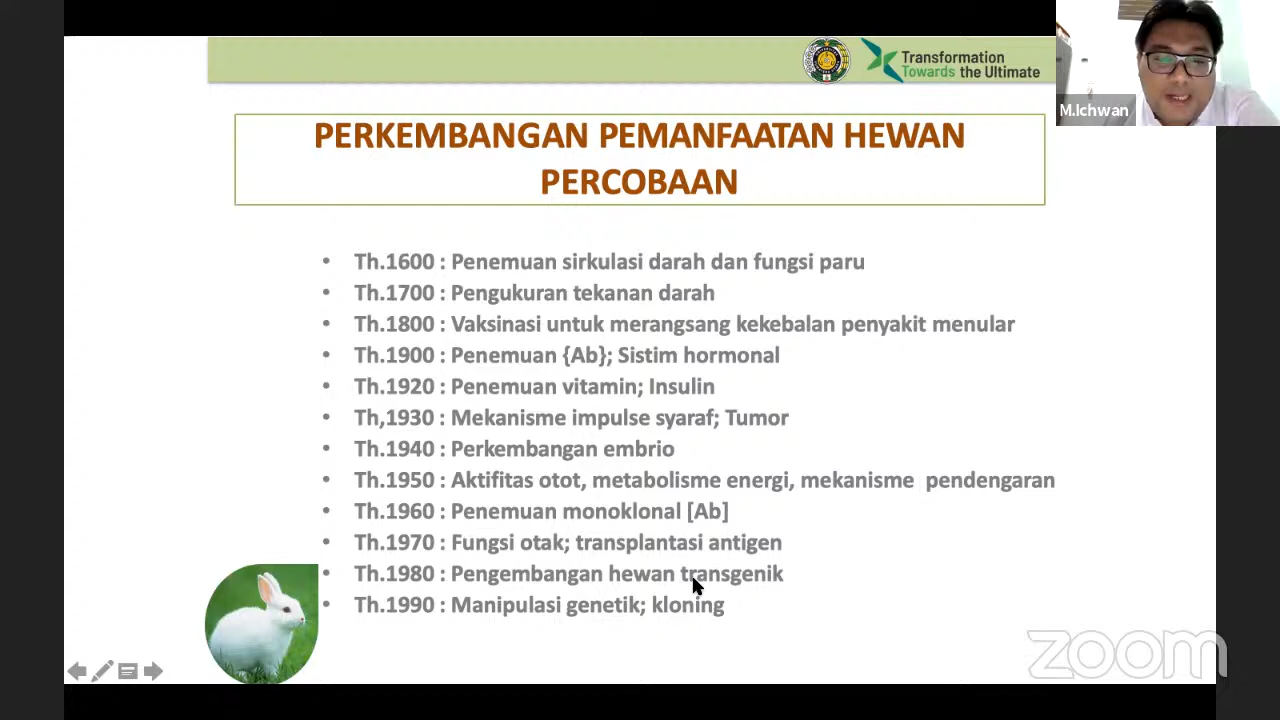 Transformation
Towards the Ultimate
M.Ichwan
PERKEMBANGAN PEMANFAATAN HEWAN
PERCOBAAN
• Th.1600 : Penemuan sirkulasi darah dan fungsi paru
• Th.1700 : Pengukuran tekanan darah
• Th.1800 : Vaksinasi untuk merangsang kekebalan penyakit menular
• Th.1900 : Penemuan {Ab}; Sistim hormonal
• Th.1920 : Penemuan vitamin; Insulin
• Th,1930 : Mekanisme impulse syaraf; Tumor
• Th.1940 : Perkembangan embrio
• Th.1950 : Aktifitas otot, metabolisme energi, mekanisme pendengaran
• Th.1960 : Penemuan monoklonal [Ab]
• Th.1970 : Fungsi otak; transplantasi antigen
• Th.1980 : Pengembangan hewan transgenik
• Th.1990 : Manipulasi genetik; kloning
zoom